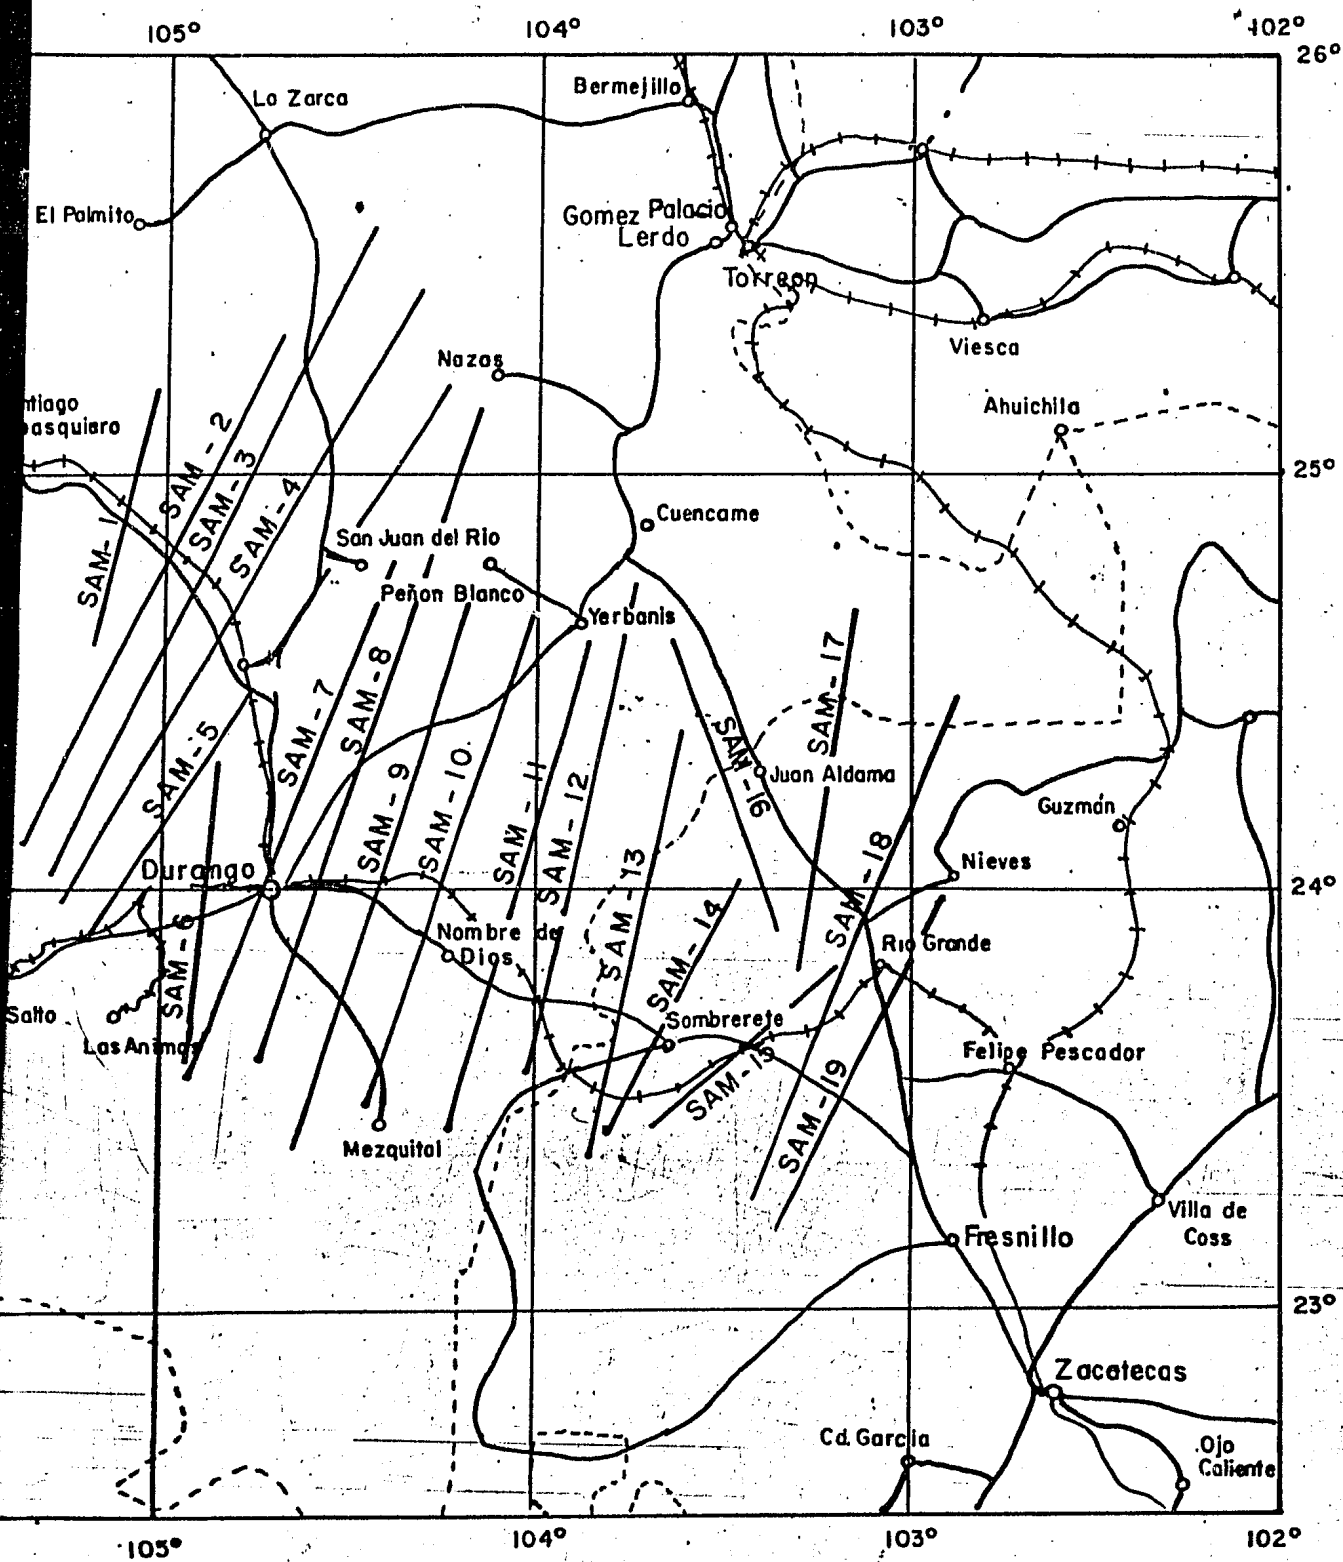 105°
104°
103°
102°
26°
Bermejillo
La Zarca
El Palmito
Gomez Palacio
Lerdo
Torreon
Viesca
Nazas
Ahuichila
ntiago
pasquiaro
25°
SAM-1
SAM-2
SAM-3
SAM-4
Cuencame
San Juan del Rio
Peñon Blanco
Yerbanis
SAM-5
SAM-7
SAM-8
SAM-9
SAM-10
SAM-11
SAM-12
SAM-16
SAM-17
Juan Aldama
Guzmán
Durango
SAM-13
SAM-18
Nieves
24°
SAM-6
Nombre de
Dios
SAM-14
Rio Grande
Salto
Las Animas
Sombrerete
Felipe Pescador
SAM-15
SAM-19
Mezquital
Villa de
Coss
Fresnillo
23°
Zacatecas
Cd. Garcia
Ojo
Caliente
105°
104°
103°
102°